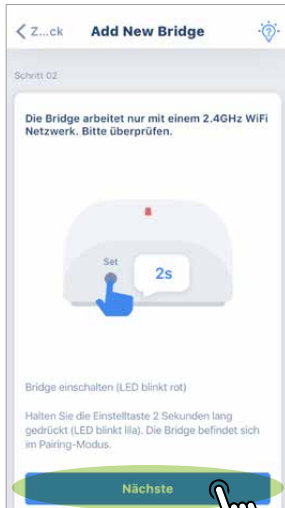 Z...ck Add New Bridge
Schritt 02
Die Bridge arbeitet nur mit einem 2.4GHz WiFi
Netzwerk. Bitte überprüfen.
Set
2s
Bridge einschalten (LED blinkt rot)
Halten Sie die Einstelltaste 2 Sekunden lang
gedrückt (LED blinkt lila). Die Bridge befindet sich
im Pairing-Modus.
Nächste